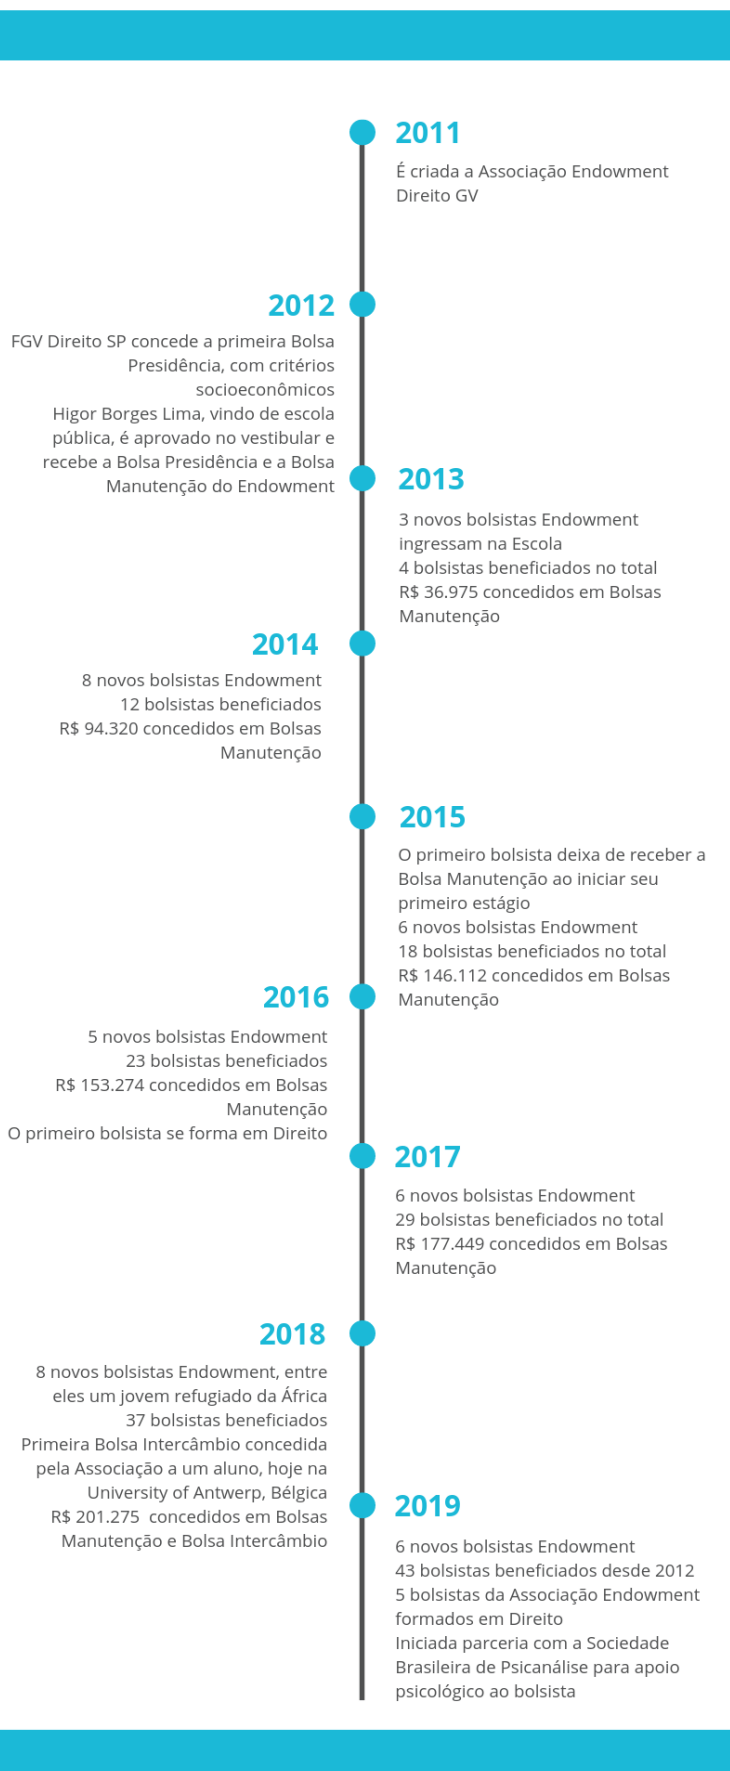 2011
É criada a Associação Endowment
Direito GV
2012
FGV Direito SP concede a primeira Bolsa
Presidência, com critérios
socioeconômicos
Higor Borges Lima, vindo de escola
pública, é aprovado no vestibular e
recebe a Bolsa Presidência e a Bolsa
Manutenção do Endowment
2013
3 novos bolsistas Endowment
ingressam na Escola
4 bolsistas beneficiados no total
R$ 36.975 concedidos em Bolsas
Manutenção
2014
8 novos bolsistas Endowment
12 bolsistas beneficiados
R$ 94.320 concedidos em Bolsas
Manutenção
2015
O primeiro bolsista deixa de receber a
Bolsa Manutenção ao iniciar seu
primeiro estágio
6 novos bolsistas Endowment
18 bolsistas beneficiados no total
R$ 146.112 concedidos em Bolsas
Manutenção
2016
5 novos bolsistas Endowment
23 bolsistas beneficiados
R$ 153.274 concedidos em Bolsas
Manutenção
O primeiro bolsista se forma em Direito
2017
6 novos bolsistas Endowment
29 bolsistas beneficiados no total
R$ 177.449 concedidos em Bolsas
Manutenção
2018
8 novos bolsistas Endowment, entre
eles um jovem refugiado da África
37 bolsistas beneficiados
Primeira Bolsa Intercâmbio concedida
pela Associação a um aluno, hoje na
University of Antwerp, Bélgica
R$ 201.275 concedidos em Bolsas
Manutenção e Bolsa Intercâmbio
2019
6 novos bolsistas Endowment
43 bolsistas beneficiados desde 2012
5 bolsistas da Associação Endowment
formados em Direito
Iniciada parceria com a Sociedade
Brasileira de Psicanálise para apoio
psicológico ao bolsista